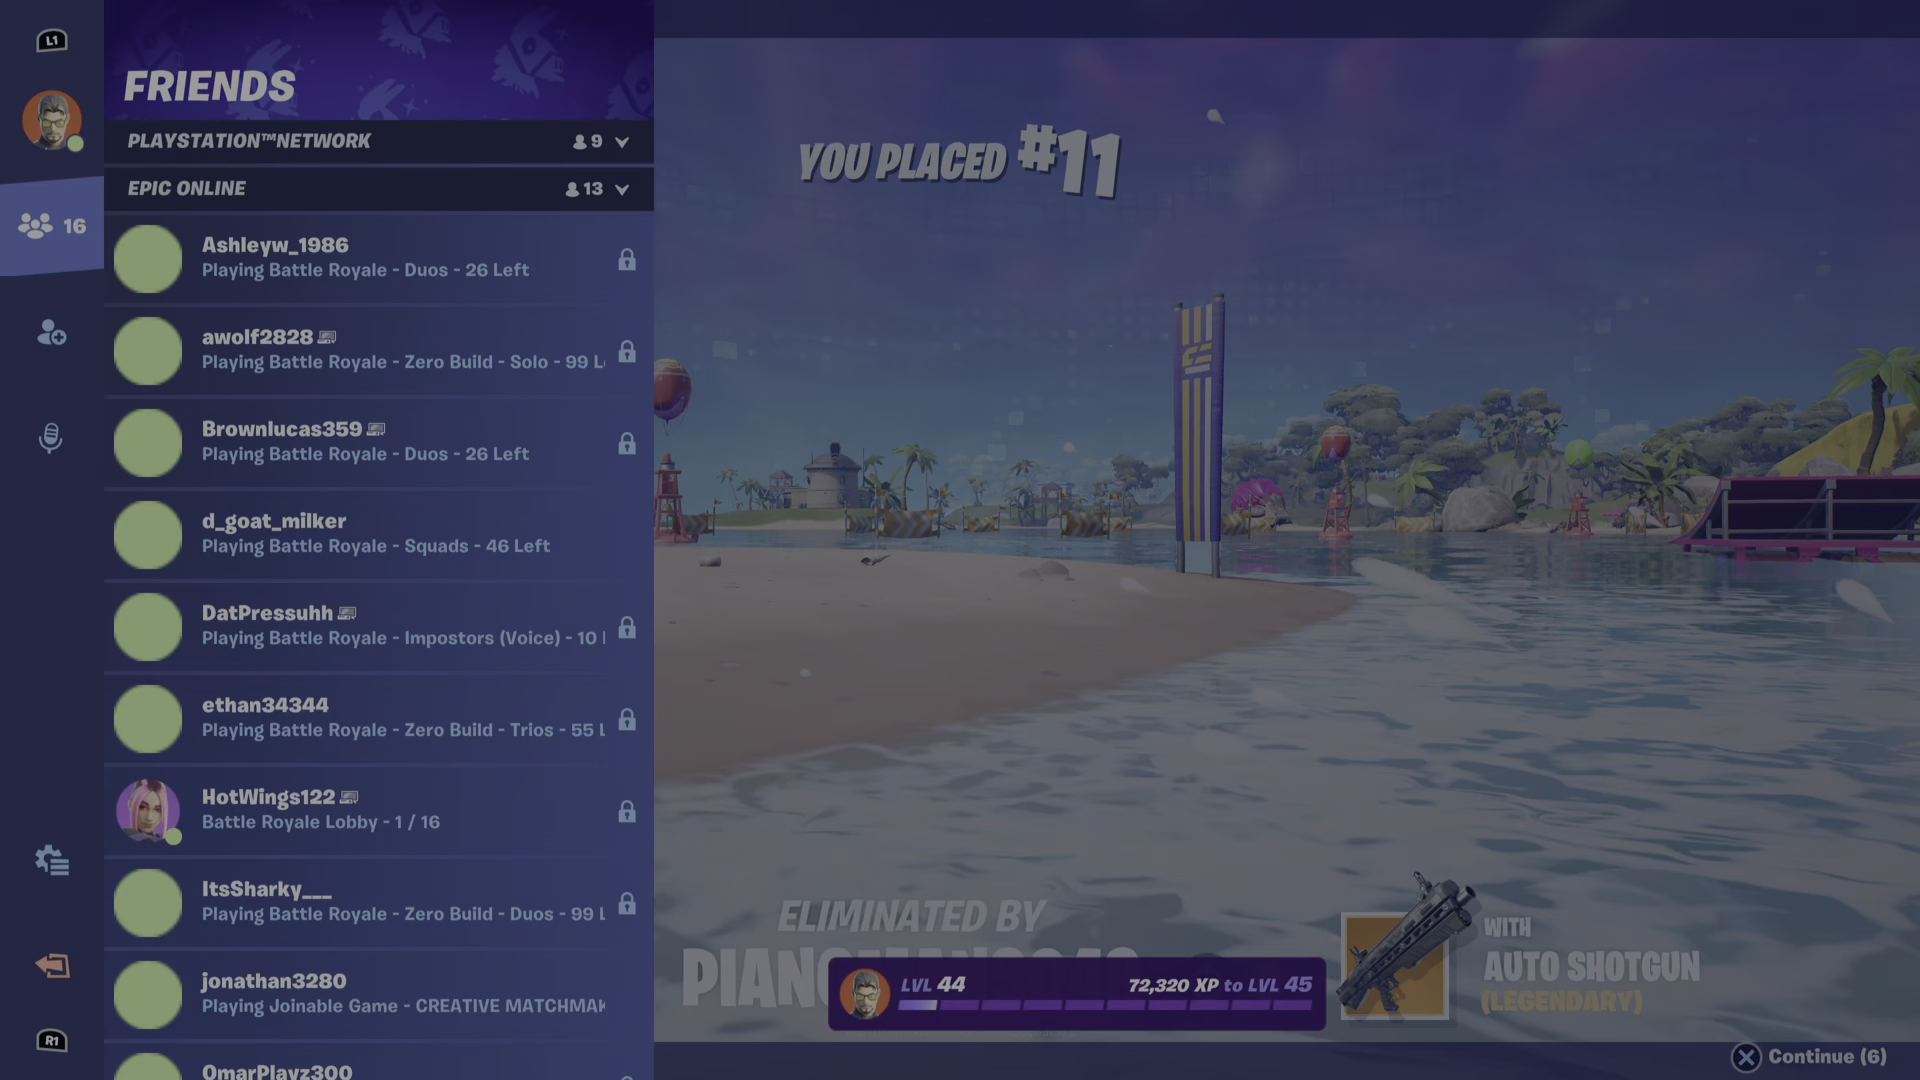 L1
FRIENDS
PLAYSTATION™NETWORK 9
EPIC ONLINE 13
16
Ashleyw_1986
Playing Battle Royale - Duos - 26 Left
awolf2828
Playing Battle Royale - Zero Build - Solo - 99
Brownlucas359
Playing Battle Royale - Duos - 26 Left
d_goat_milker
Playing Battle Royale - Squads - 46 Left
DatPressuhh
Playing Battle Royale - Impostors (Voice) - 10
ethan34344
Playing Battle Royale - Zero Build - Trios - 55
HotWings122
Battle Royale Lobby - 1 / 16
ItsSharky___
Playing Battle Royale - Zero Build - Duos - 99
jonathan3280
Playing Joinable Game - CREATIVE
OmarPlayz300
R1
YOU PLACED #11
ELIMINATED BY
LVL 44
72,320 XP to LVL 45
WITH
AUTO SHOTGUN
(LEGENDARY)
Continue (6)